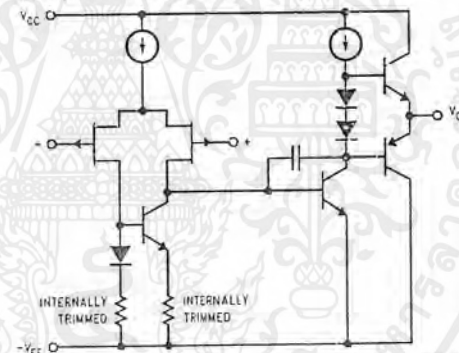 VCC
VO
- +
INTERNALLY INTERNALLY
TRIMMED TRIMMED
-VEE